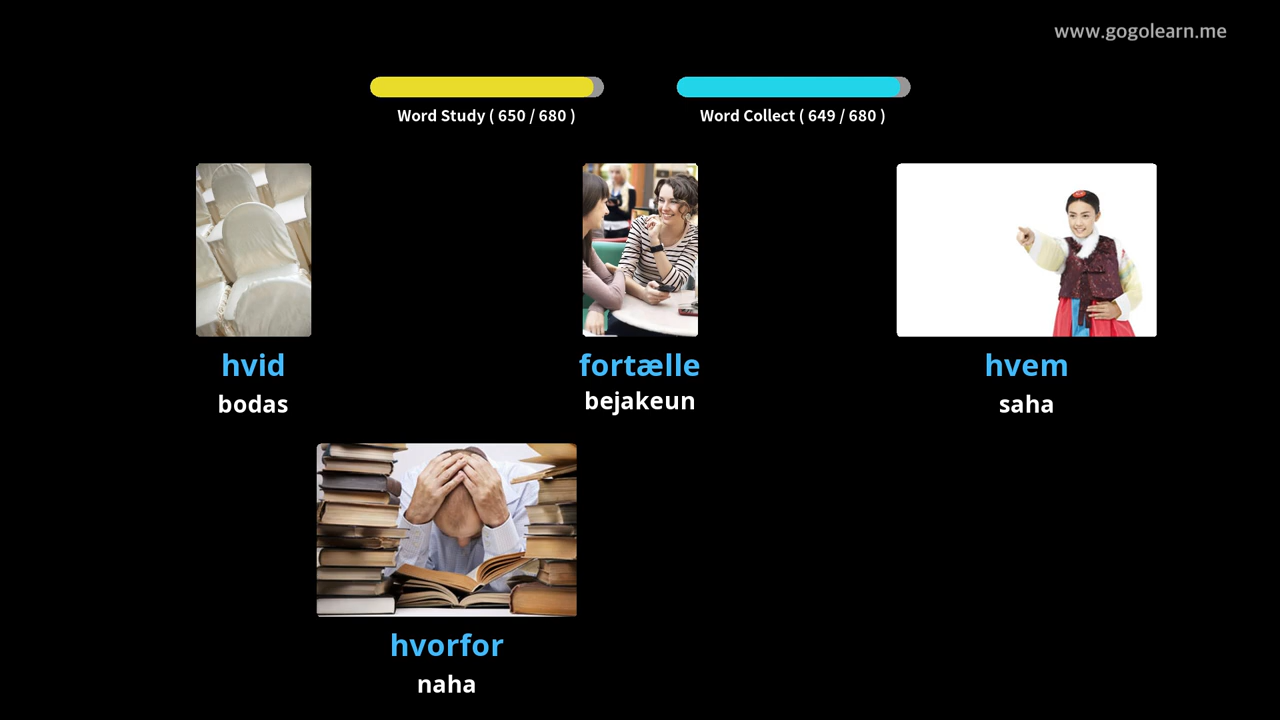 www.gogolearn.me
Word Study ( 650 / 680 )
Word Collect ( 649 / 680 )
hvid
bodas
fortælle
bejakeun
hvem
saha
hvorfor
naha